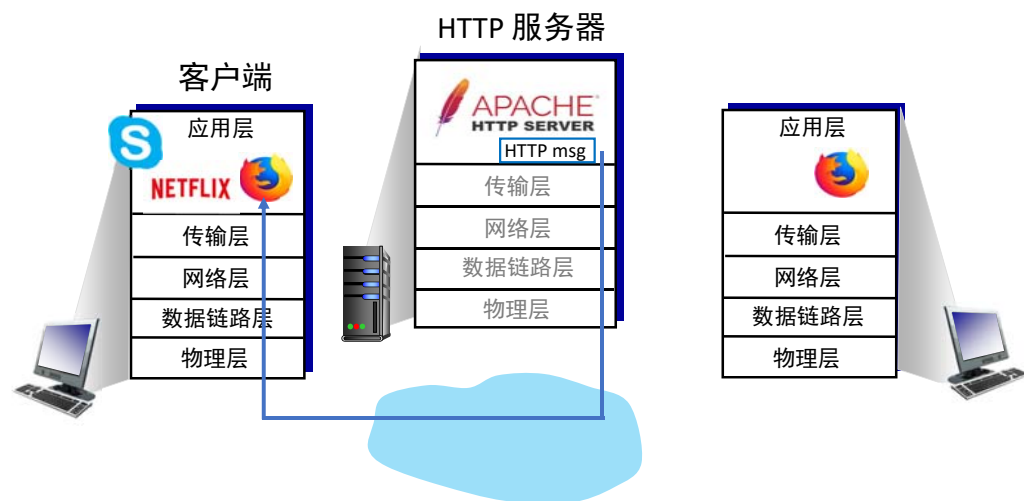 HTTP 服务器
客户端
APACHE
HTTP SERVER
HTTP msg
传输层
网络层
数据链路层
物理层
S
应用层
NETFLIX
传输层
网络层
数据链路层
物理层
应用层
传输层
网络层
数据链路层
物理层